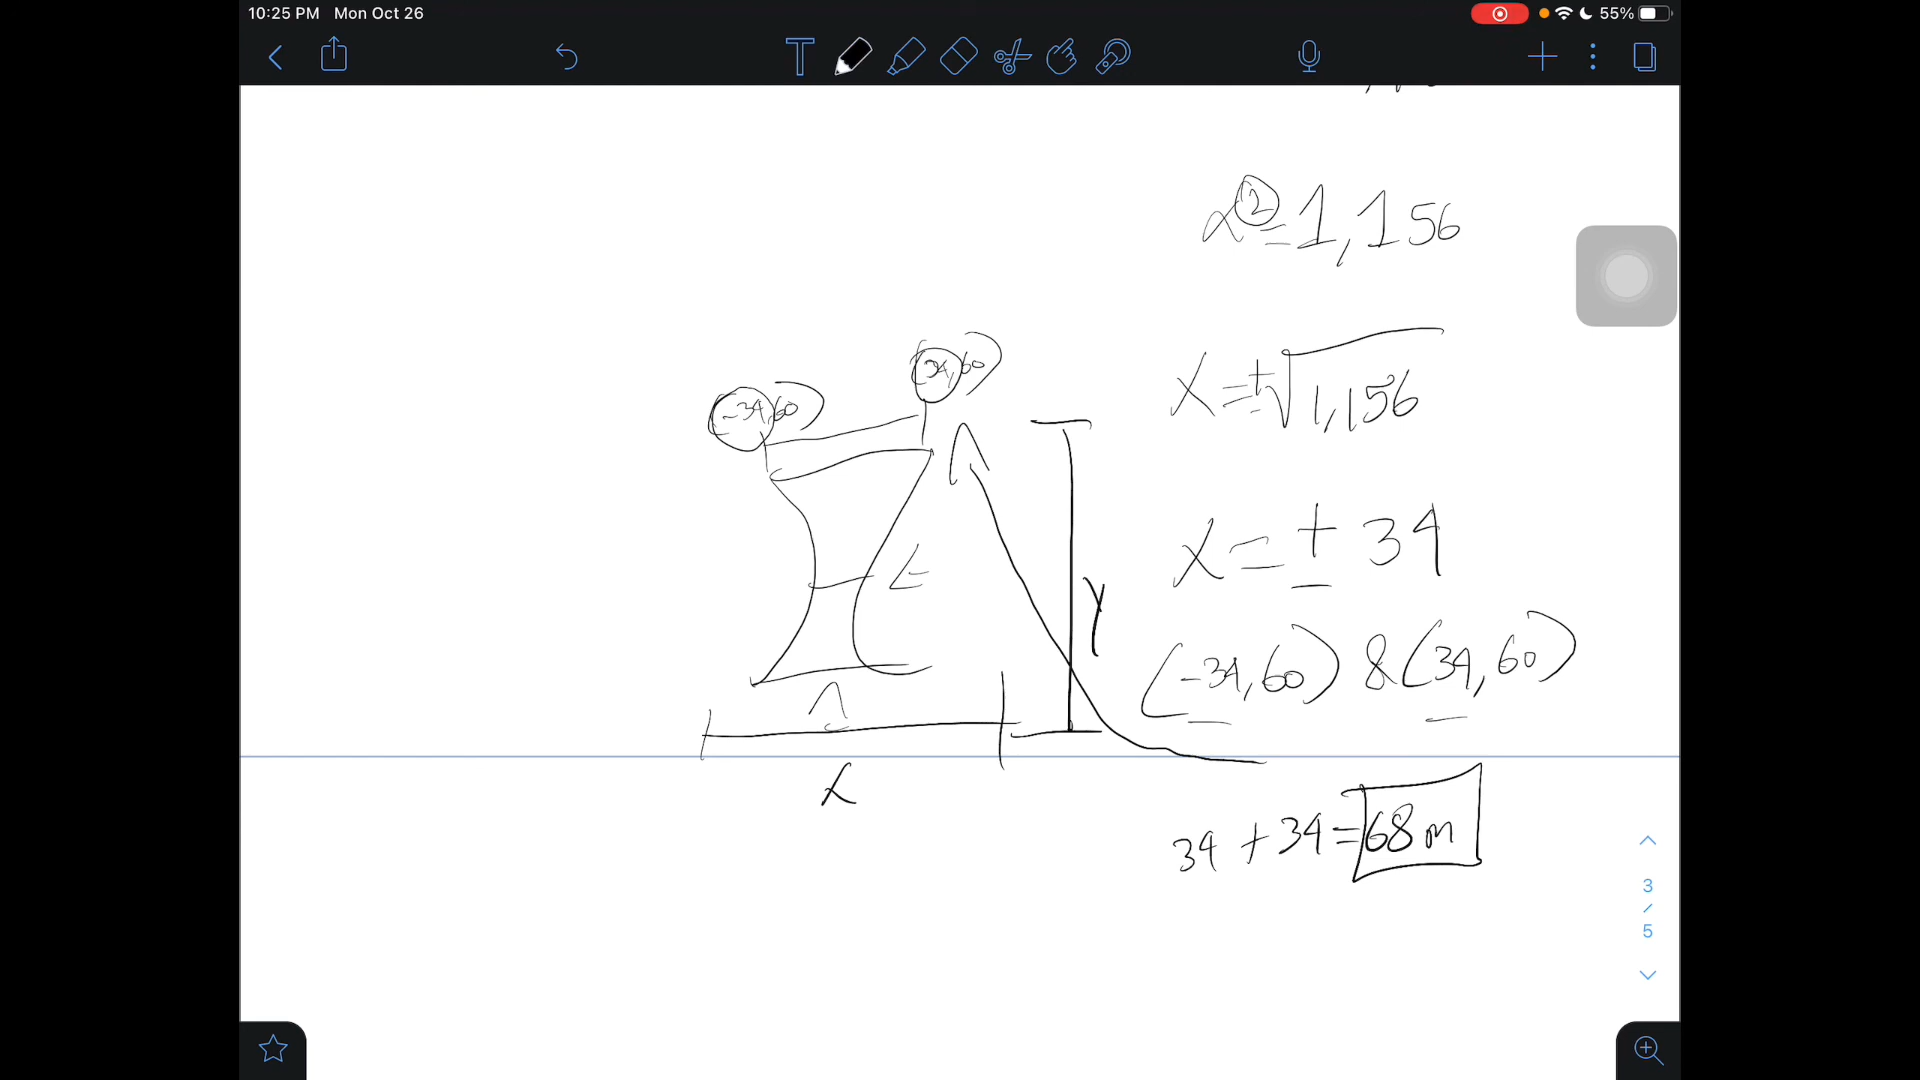 10:25 PM Mon Oct 26
55%
T
x² = 1,156
x = ±√1,156
x = ± 34
(-34,60) & (34,60)
34 + 34 = 68m
(34,60)
(-34,60)
y
x
3
/
5